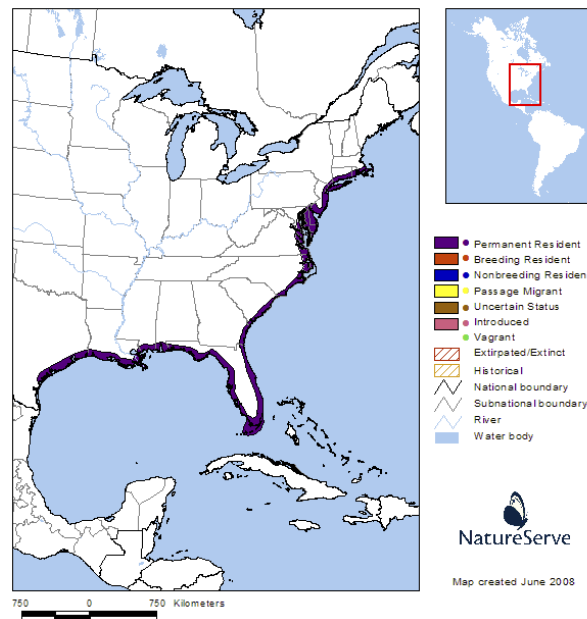 Permanent Resident
Breeding Resident
Nonbreeding Residen
Passage Migrant
Uncertain Status
Introduced
Vagrant
Extirpated/Extinct
Historical
National boundary
Subnational boundary
River
Water body
NatureServe
Map created June 2008
750 0 750 Kilometers